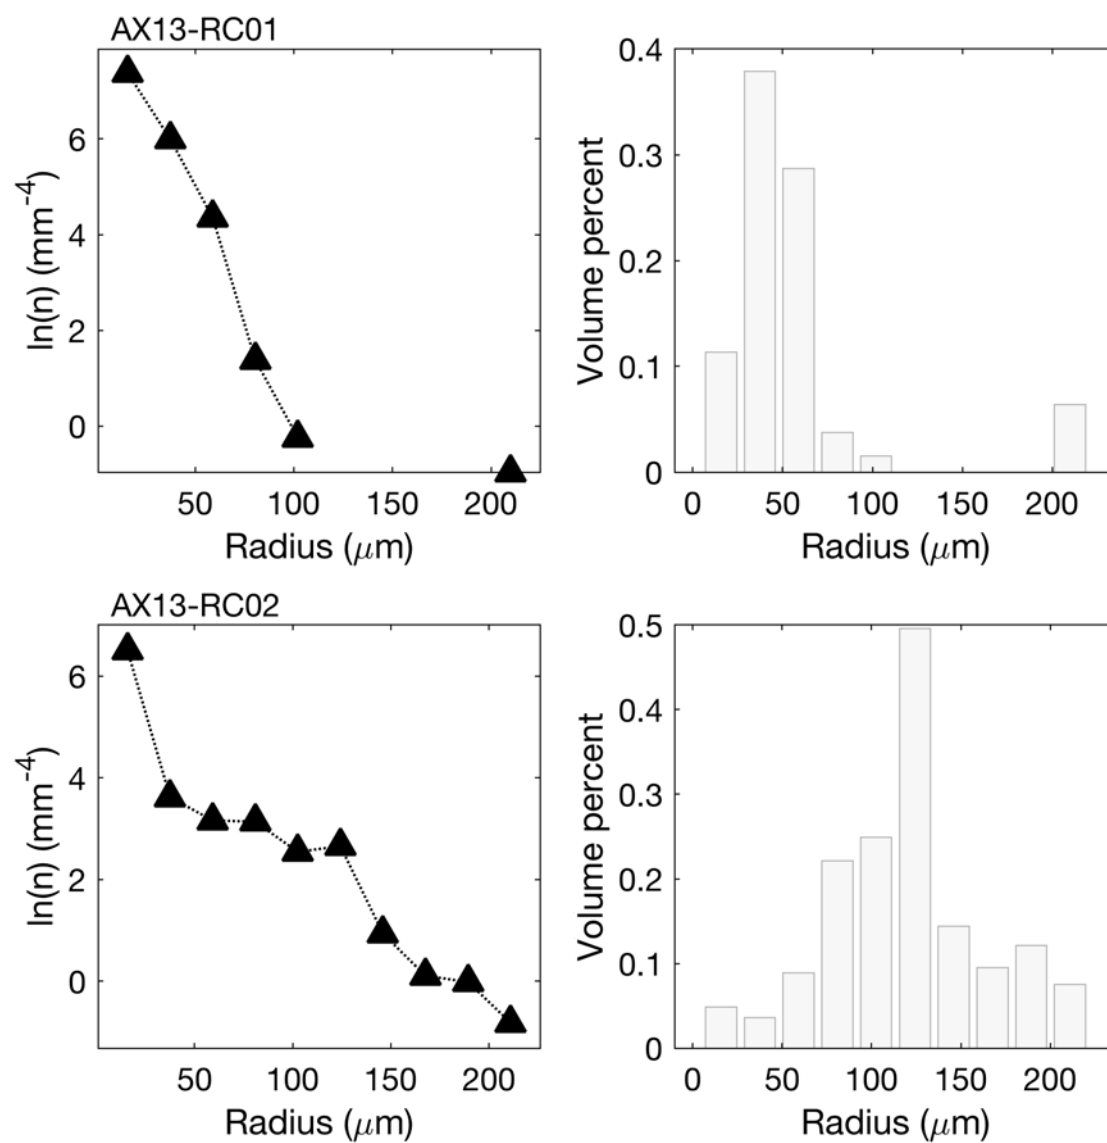 AX13-RC01
ln(n) (mm⁻⁴)
6
4
2
0
50 100 150 200
Radius (μm)
Volume percent
0.4
0.3
0.2
0.1
0
0 50 100 150 200
Radius (μm)
AX13-RC02
ln(n) (mm⁻⁴)
6
4
2
0
50 100 150 200
Radius (μm)
Volume percent
0.5
0.4
0.3
0.2
0.1
0
0 50 100 150 200
Radius (μm)